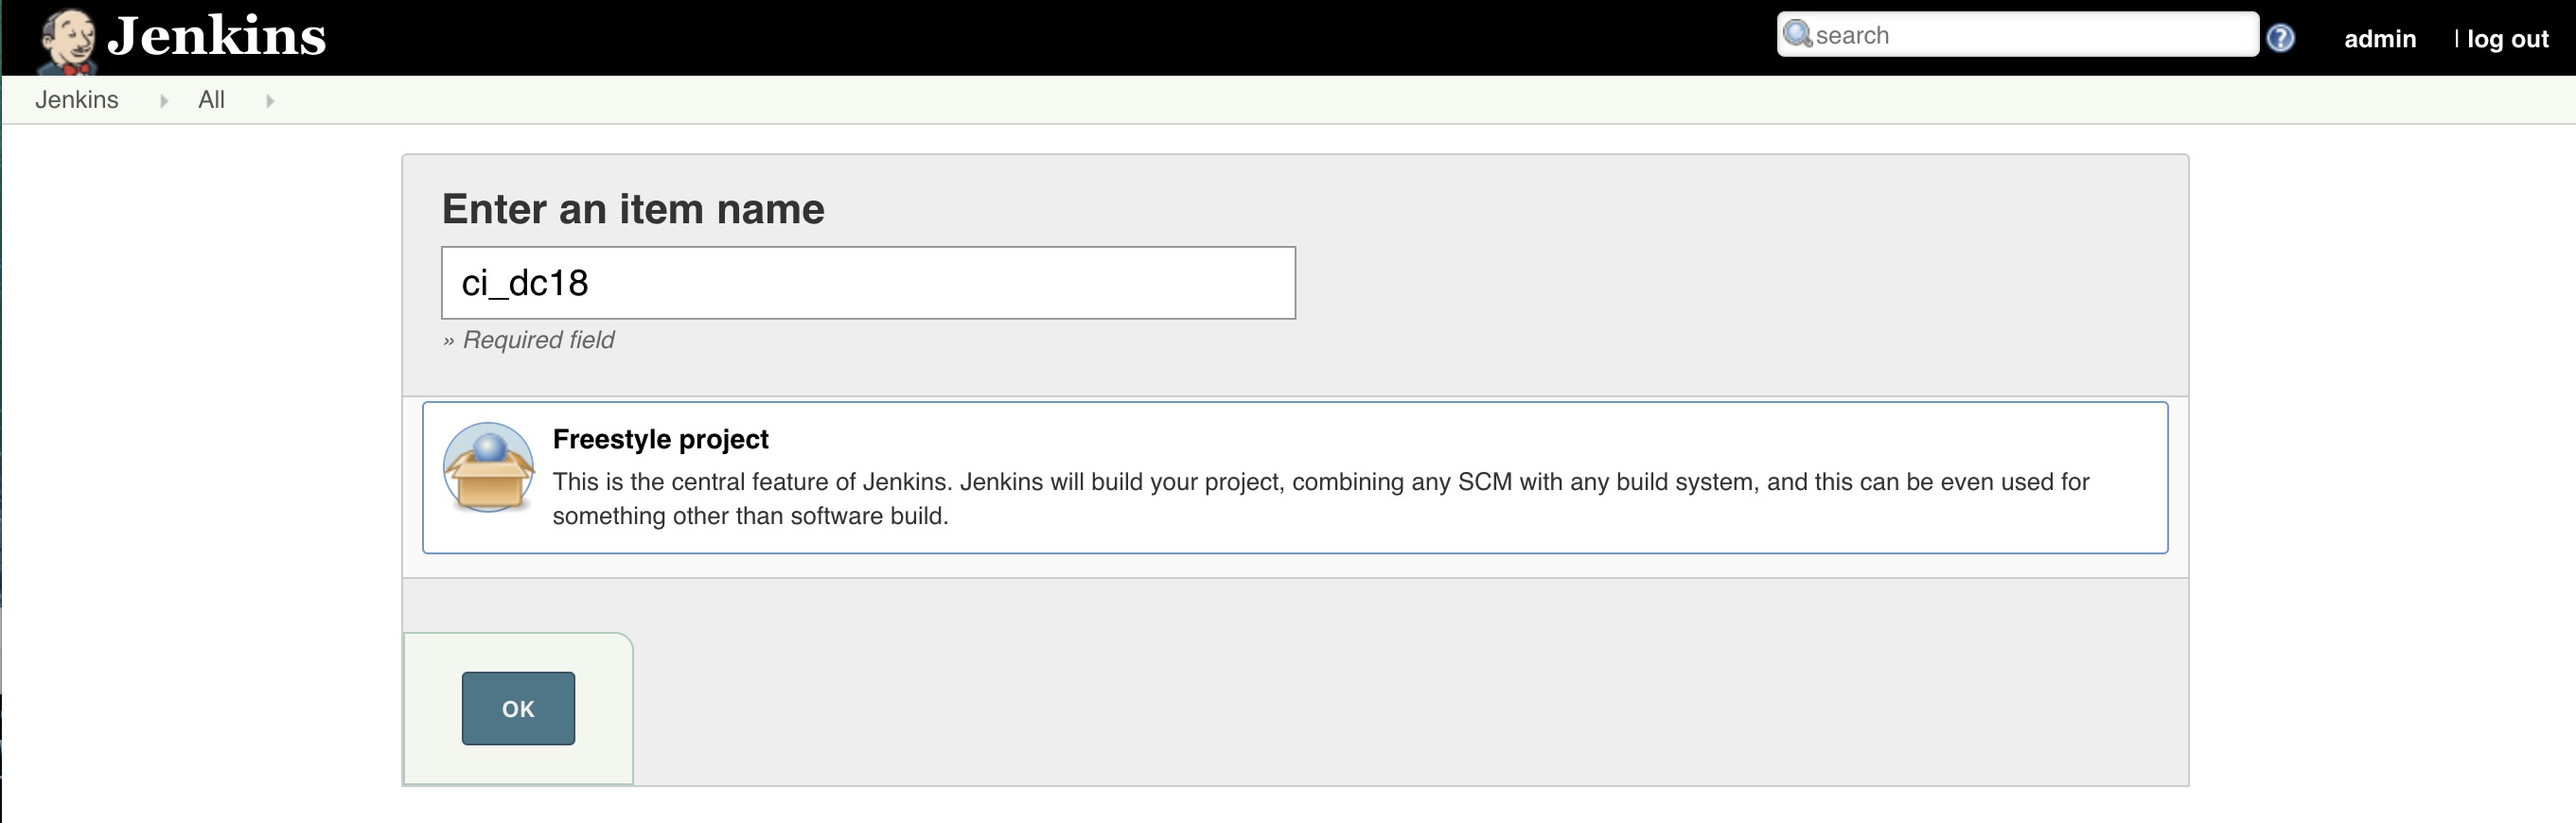 Jenkins
search
?
admin
| log out
Jenkins
All
Enter an item name
ci_dc18
» Required field
Freestyle project
This is the central feature of Jenkins. Jenkins will build your project, combining any SCM with any build system, and this can be even used for
something other than software build.
OK